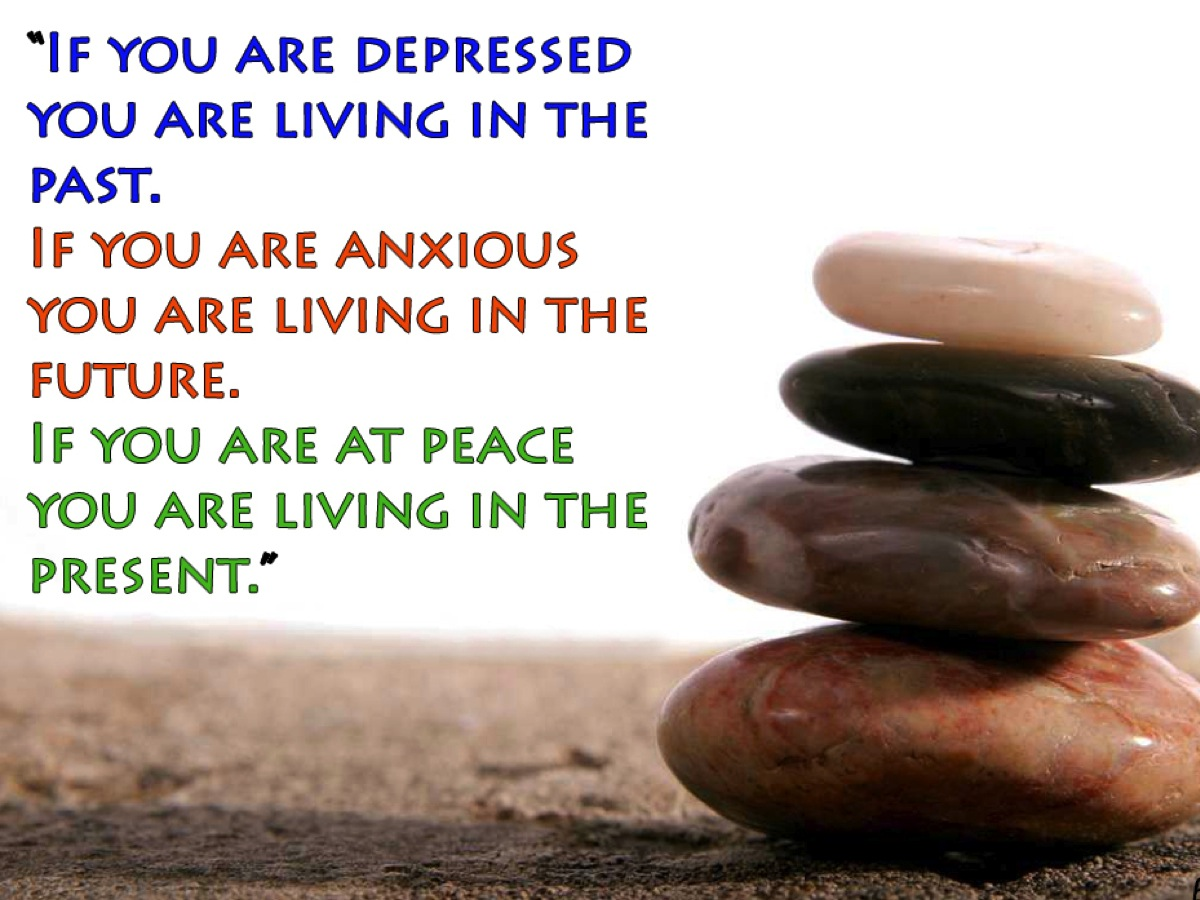 "If you are depressed
you are living in the
past.
If you are anxious
you are living in the
future.
If you are at peace
you are living in the
present."